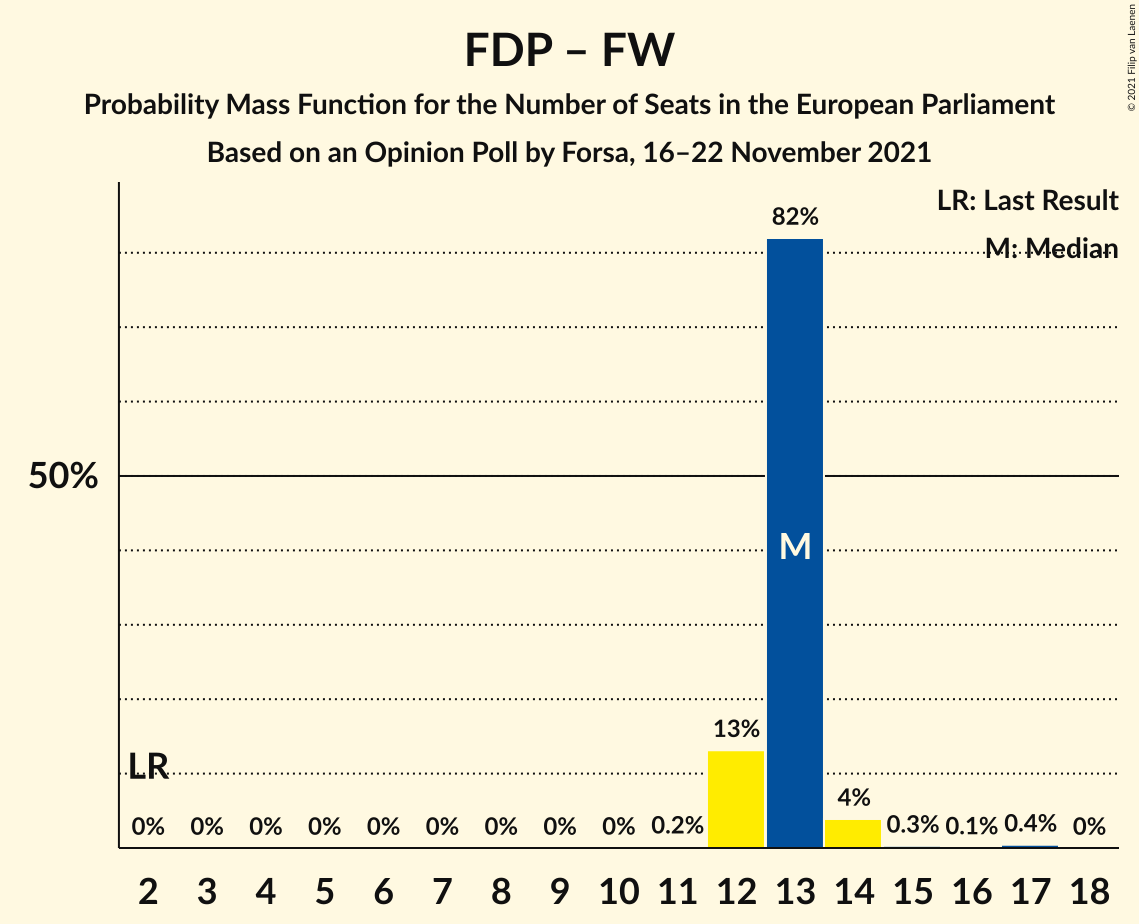 FDP – FW
Probability Mass Function for the Number of Seats in the European Parliament
Based on an Opinion Poll by Forsa, 16–22 November 2021
© 2021 Filip van Laenen
LR: Last Result
M: Median
82%
50%
M
13%
LR
4%
0% 0% 0% 0% 0% 0% 0% 0% 0% 0.2% 0.3% 0.1% 0.4% 0%
2 3 4 5 6 7 8 9 10 11 12 13 14 15 16 17 18